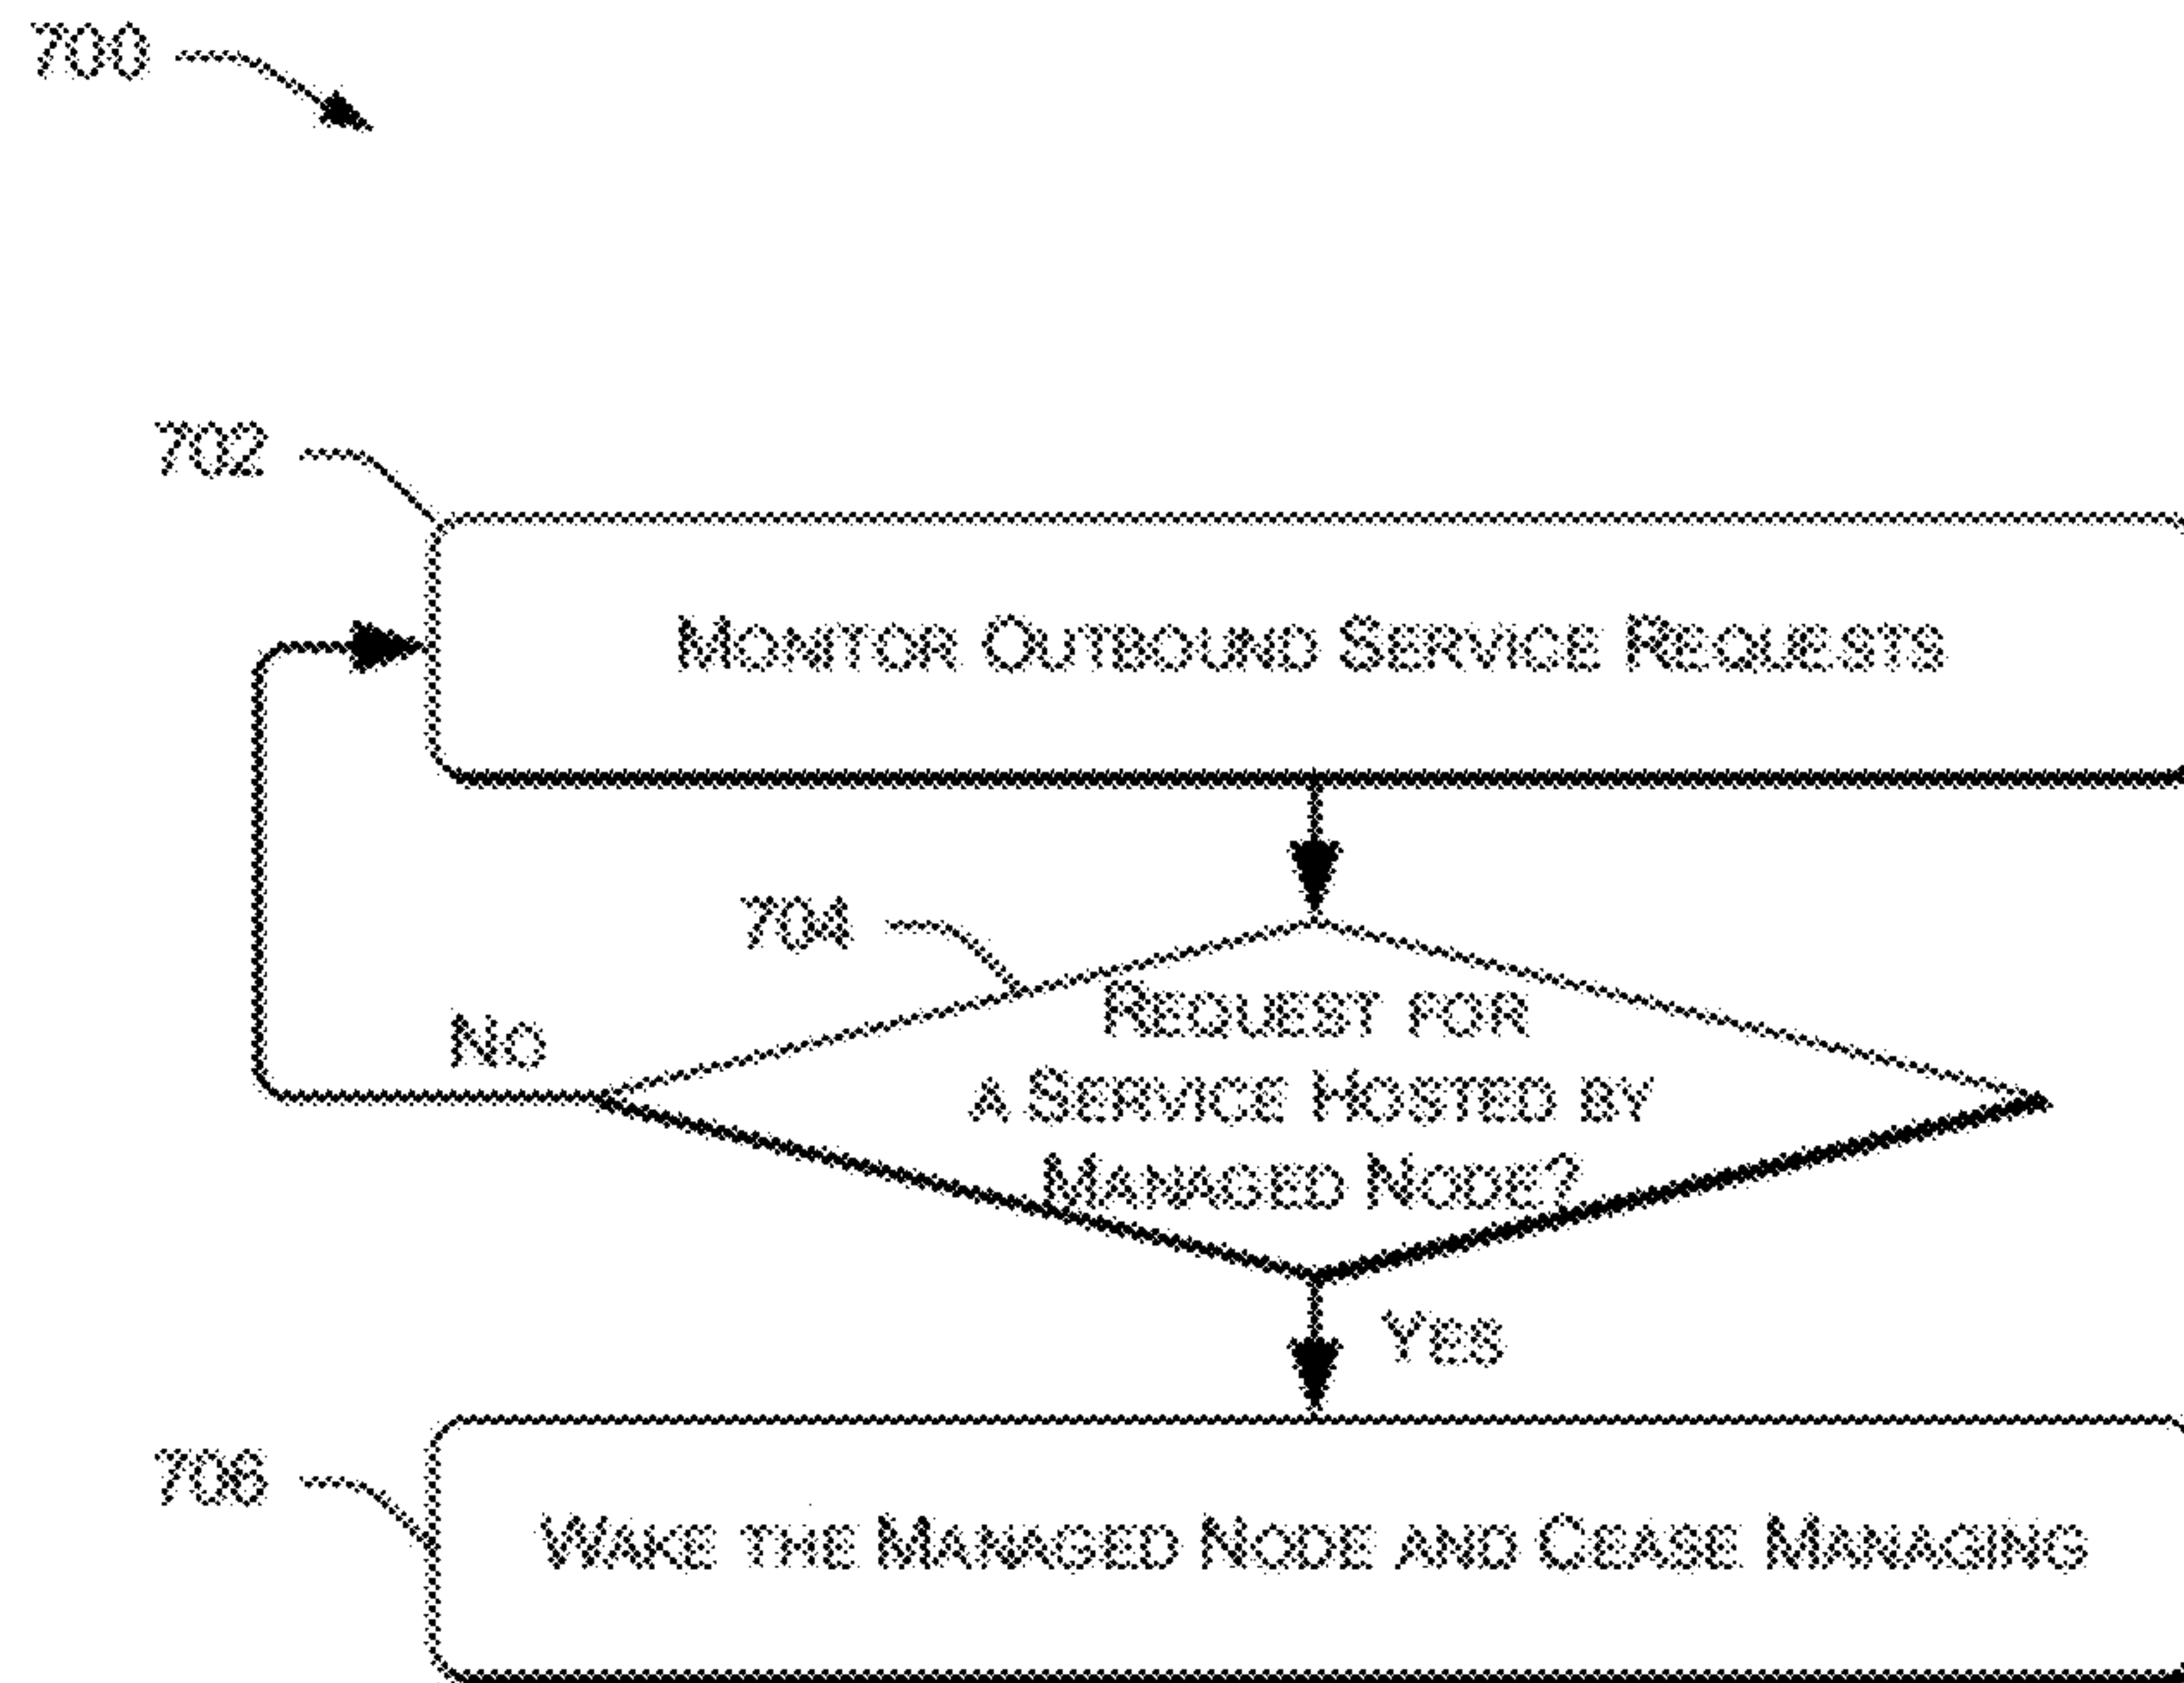 700
702
MONITOR OUTBOUND SERVICE REQUESTS
704
REQUEST FOR
NO
A SERVICE HOSTED BY
MANAGED NODE?
YES
706
WAKE THE MANAGED NODE AND CEASE MANAGING